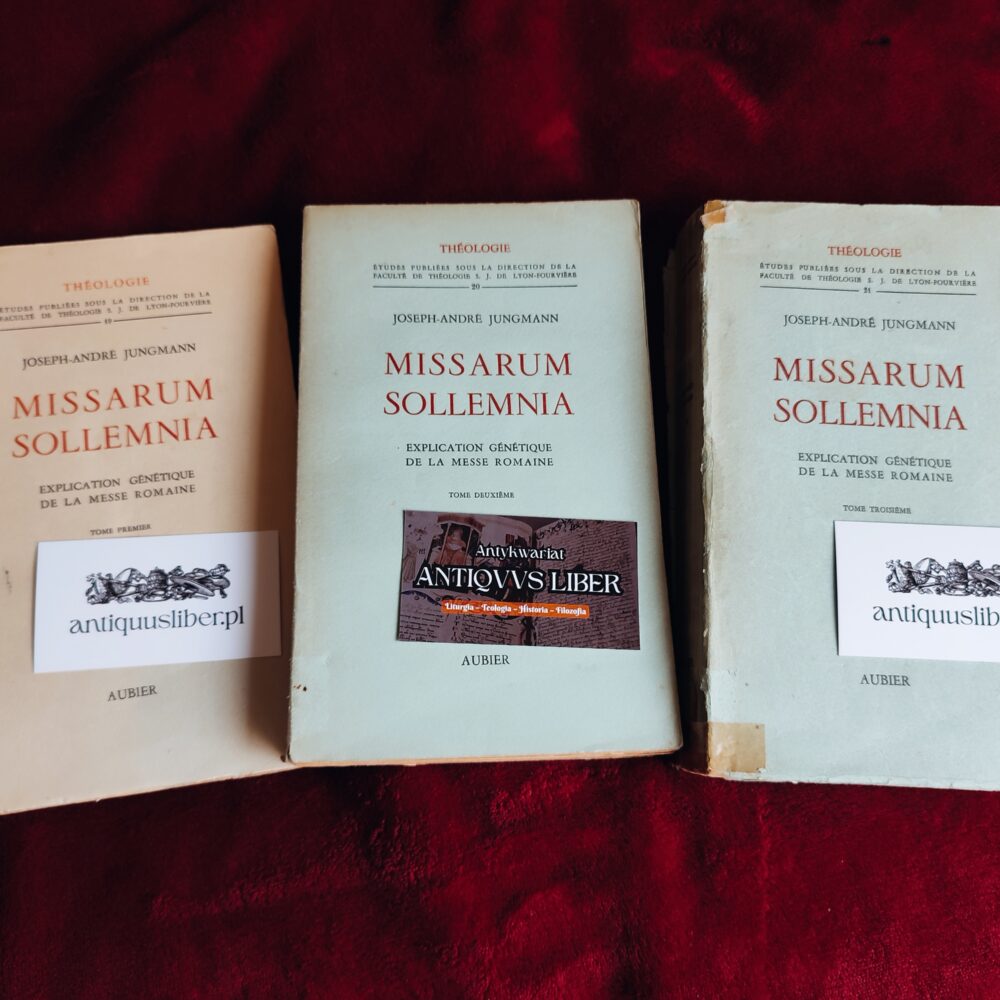 THÉOLOGIE
ÉTUDES PUBLIÉES SOUS LA DIRECTION DE LA
FACULTÉ DE THÉOLOGIE S. J. DE LYON-FOURVIÈRE
19
JOSEPH-ANDRÉ JUNGMANN
MISSARUM
SOLLEMNIA
EXPLICATION GÉNÉTIQUE
DE LA MESSE ROMAINE
TOME PREMIER
antiquusliber.pl
AUBIER
THÉOLOGIE
ÉTUDES PUBLIÉES SOUS LA DIRECTION DE LA
FACULTÉ DE THÉOLOGIE S. J. DE LYON-FOURVIÈRE
20
JOSEPH-ANDRÉ JUNGMANN
MISSARUM
SOLLEMNIA
EXPLICATION GÉNÉTIQUE
DE LA MESSE ROMAINE
TOME DEUXIÈME
Antykwariat
ANTIQVVS LIBER
Liturgia - Teologia - Historia - Filozofia
AUBIER
THÉOLOGIE
ÉTUDES PUBLIÉES SOUS LA DIRECTION DE LA
FACULTÉ DE THÉOLOGIE S. J. DE LYON-FOURVIÈRE
21
JOSEPH-ANDRÉ JUNGMANN
MISSARUM
SOLLEMNIA
EXPLICATION GÉNÉTIQUE
DE LA MESSE ROMAINE
TOME TROISIÈME
antiquusliber
AUBIER